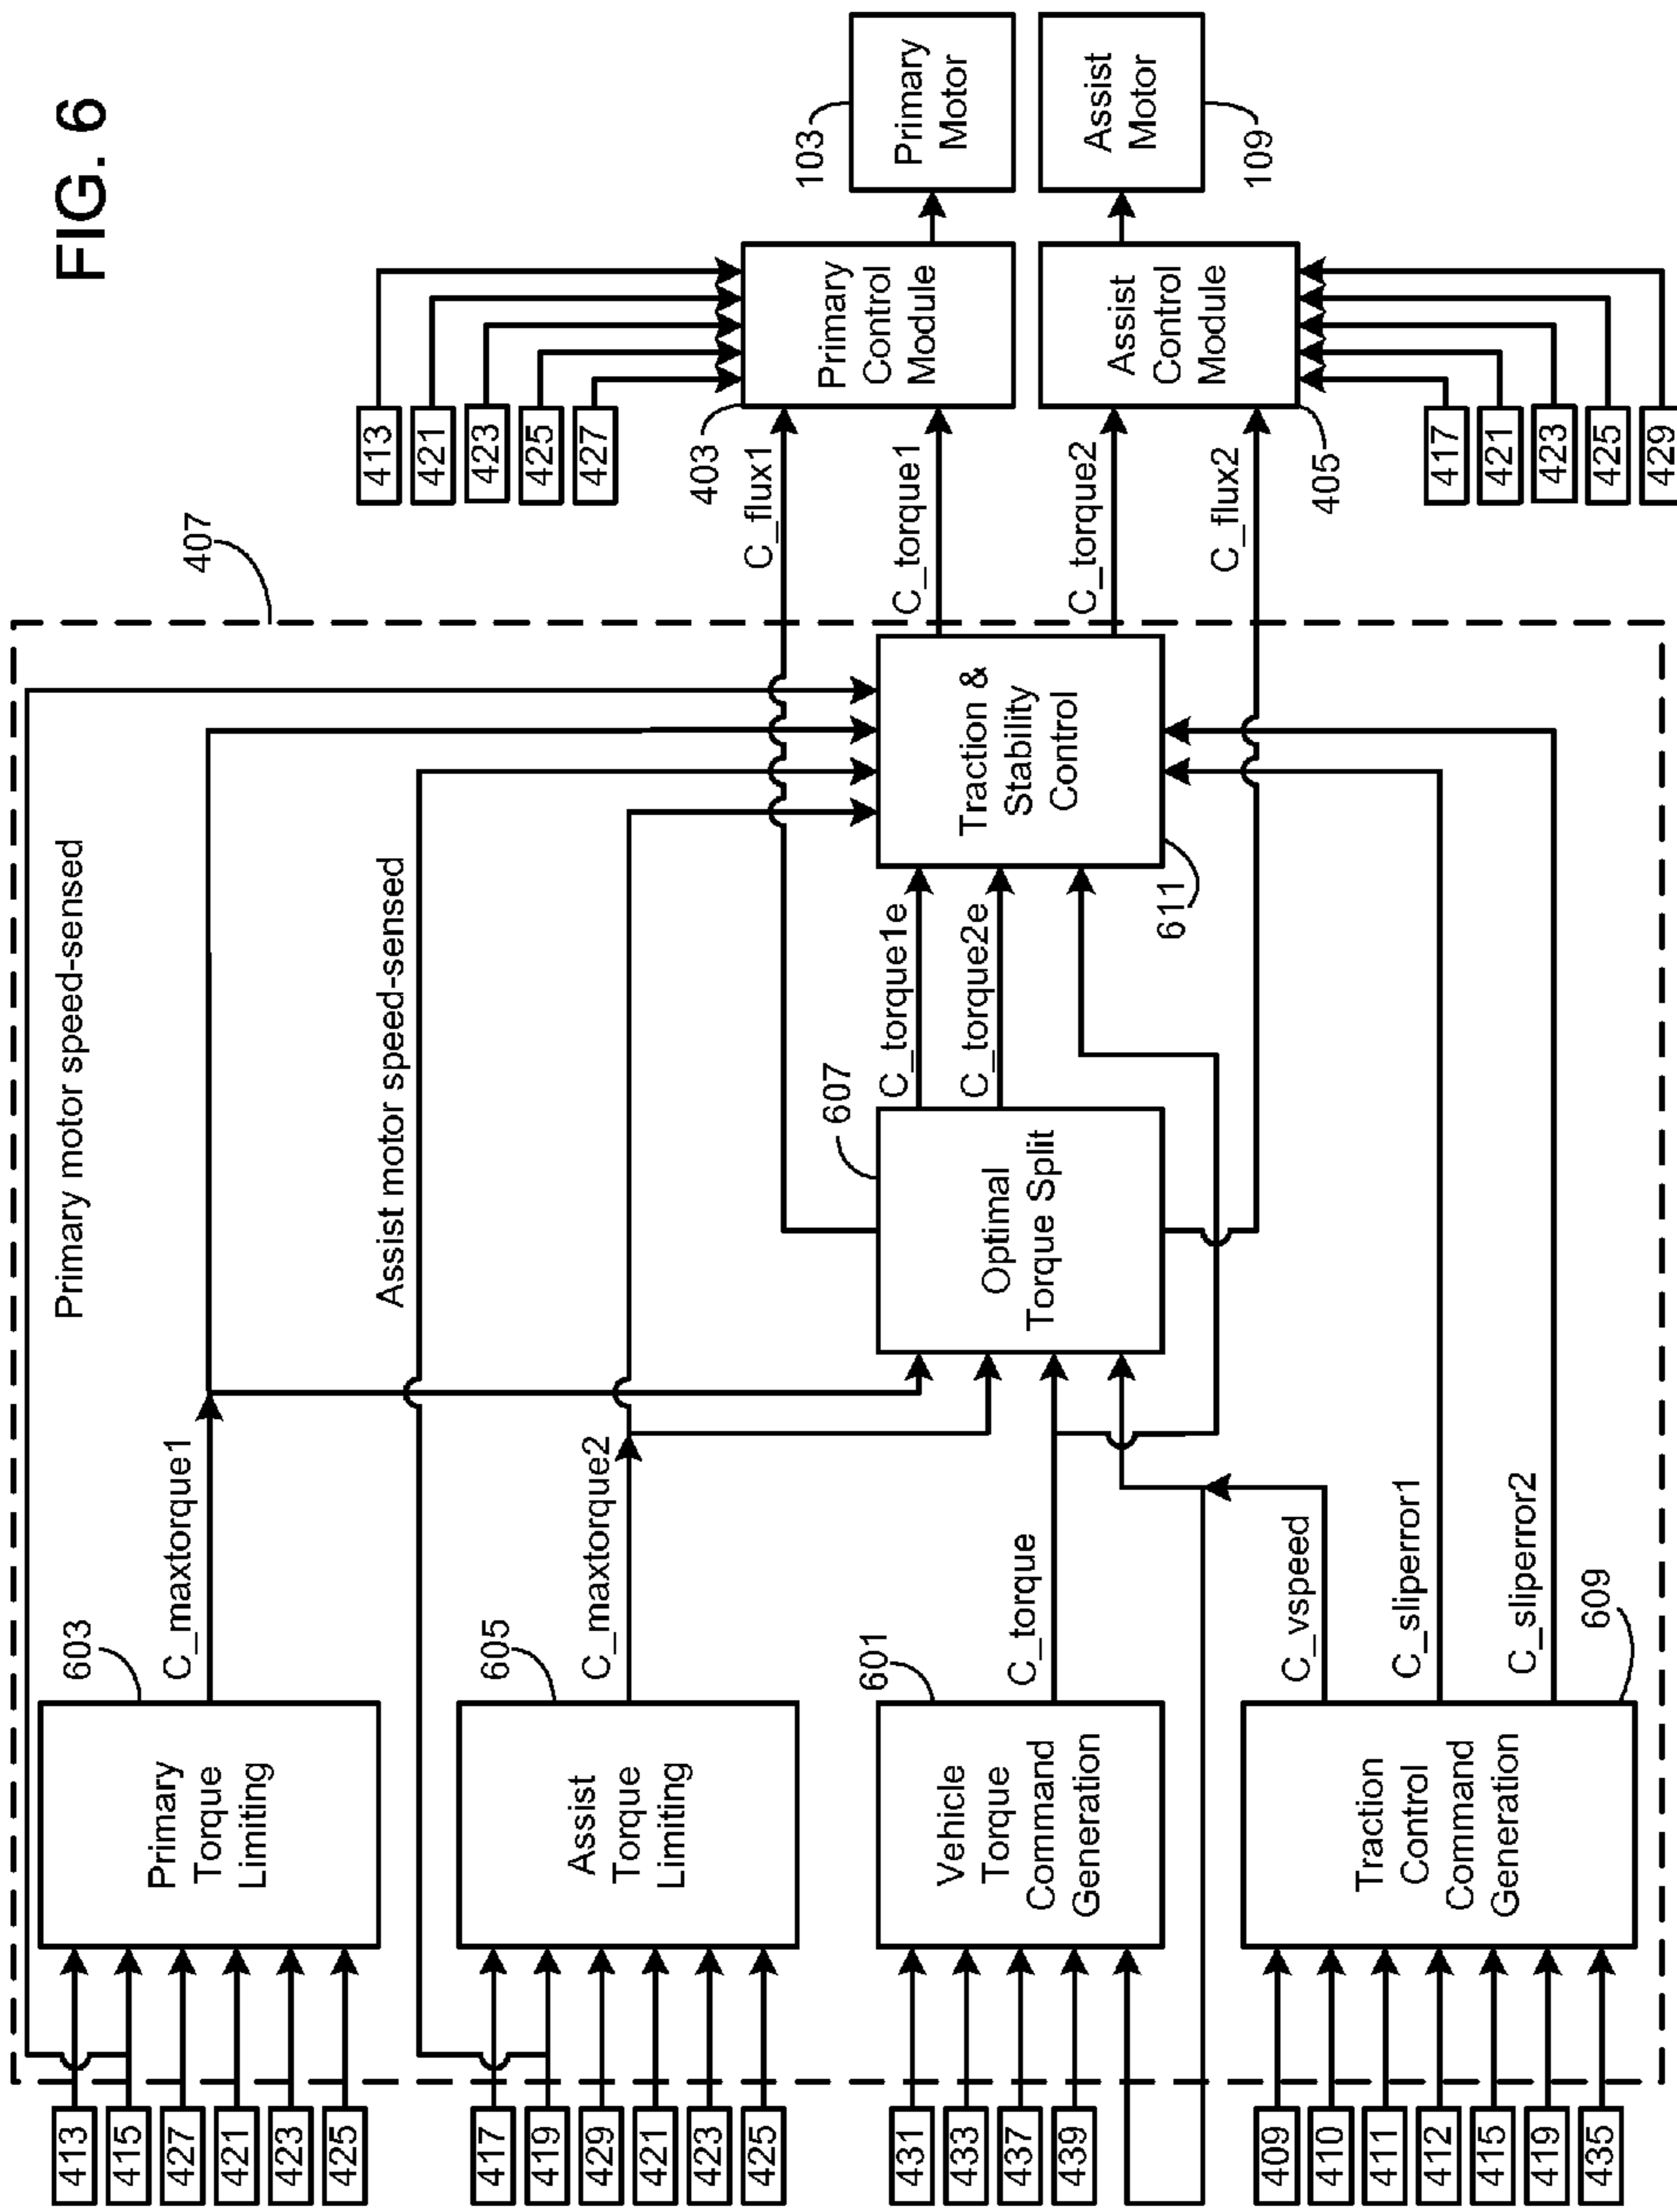 FIG. 6
407
413
415
427
421
423
425
Primary
Torque
Limiting
603
C_maxtorque1
Primary motor speed-sensed
417
419
429
421
423
425
Assist
Torque
Limiting
605
C_maxtorque2
Assist motor speed-sensed
431
433
437
439
Vehicle
Torque
Command
Generation
601
C_torque
409
410
411
412
415
419
435
Traction
Control
Command
Generation
609
C_vspeed
C_sliperror1
C_sliperror2
Optimal
Torque Split
607
C_torque1e
C_torque2e
Traction &
Stability
Control
611
C_flux1
C_torque1
C_torque2
C_flux2
413
421
423
425
427
403
Primary
Control
Module
Primary
Motor
103
Assist
Control
Module
405
Assist
Motor
109
417
421
423
425
429